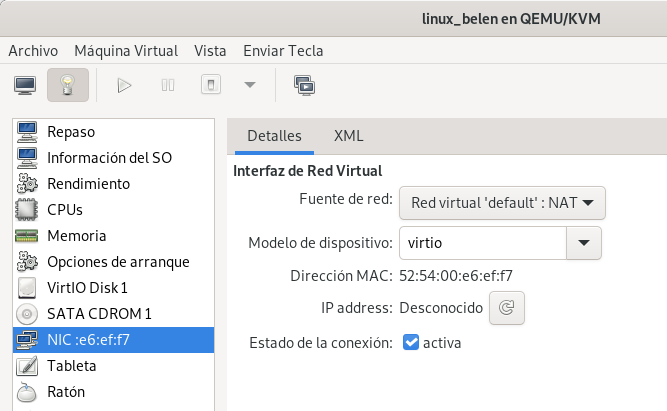 linux_belen en QEMU/KVM
Archivo Máquina Virtual Vista Enviar Tecla
Repaso
Información del SO
Rendimiento
CPUs
Memoria
Opciones de arranque
VirtIO Disk 1
SATA CDROM 1
NIC :e6:ef:f7
Tableta
Ratón
Detalles XML
Interfaz de Red Virtual
Fuente de red: Red virtual 'default' : NAT
Modelo de dispositivo: virtio
Dirección MAC: 52:54:00:e6:ef:f7
IP address: Desconocido
Estado de la conexión: activa